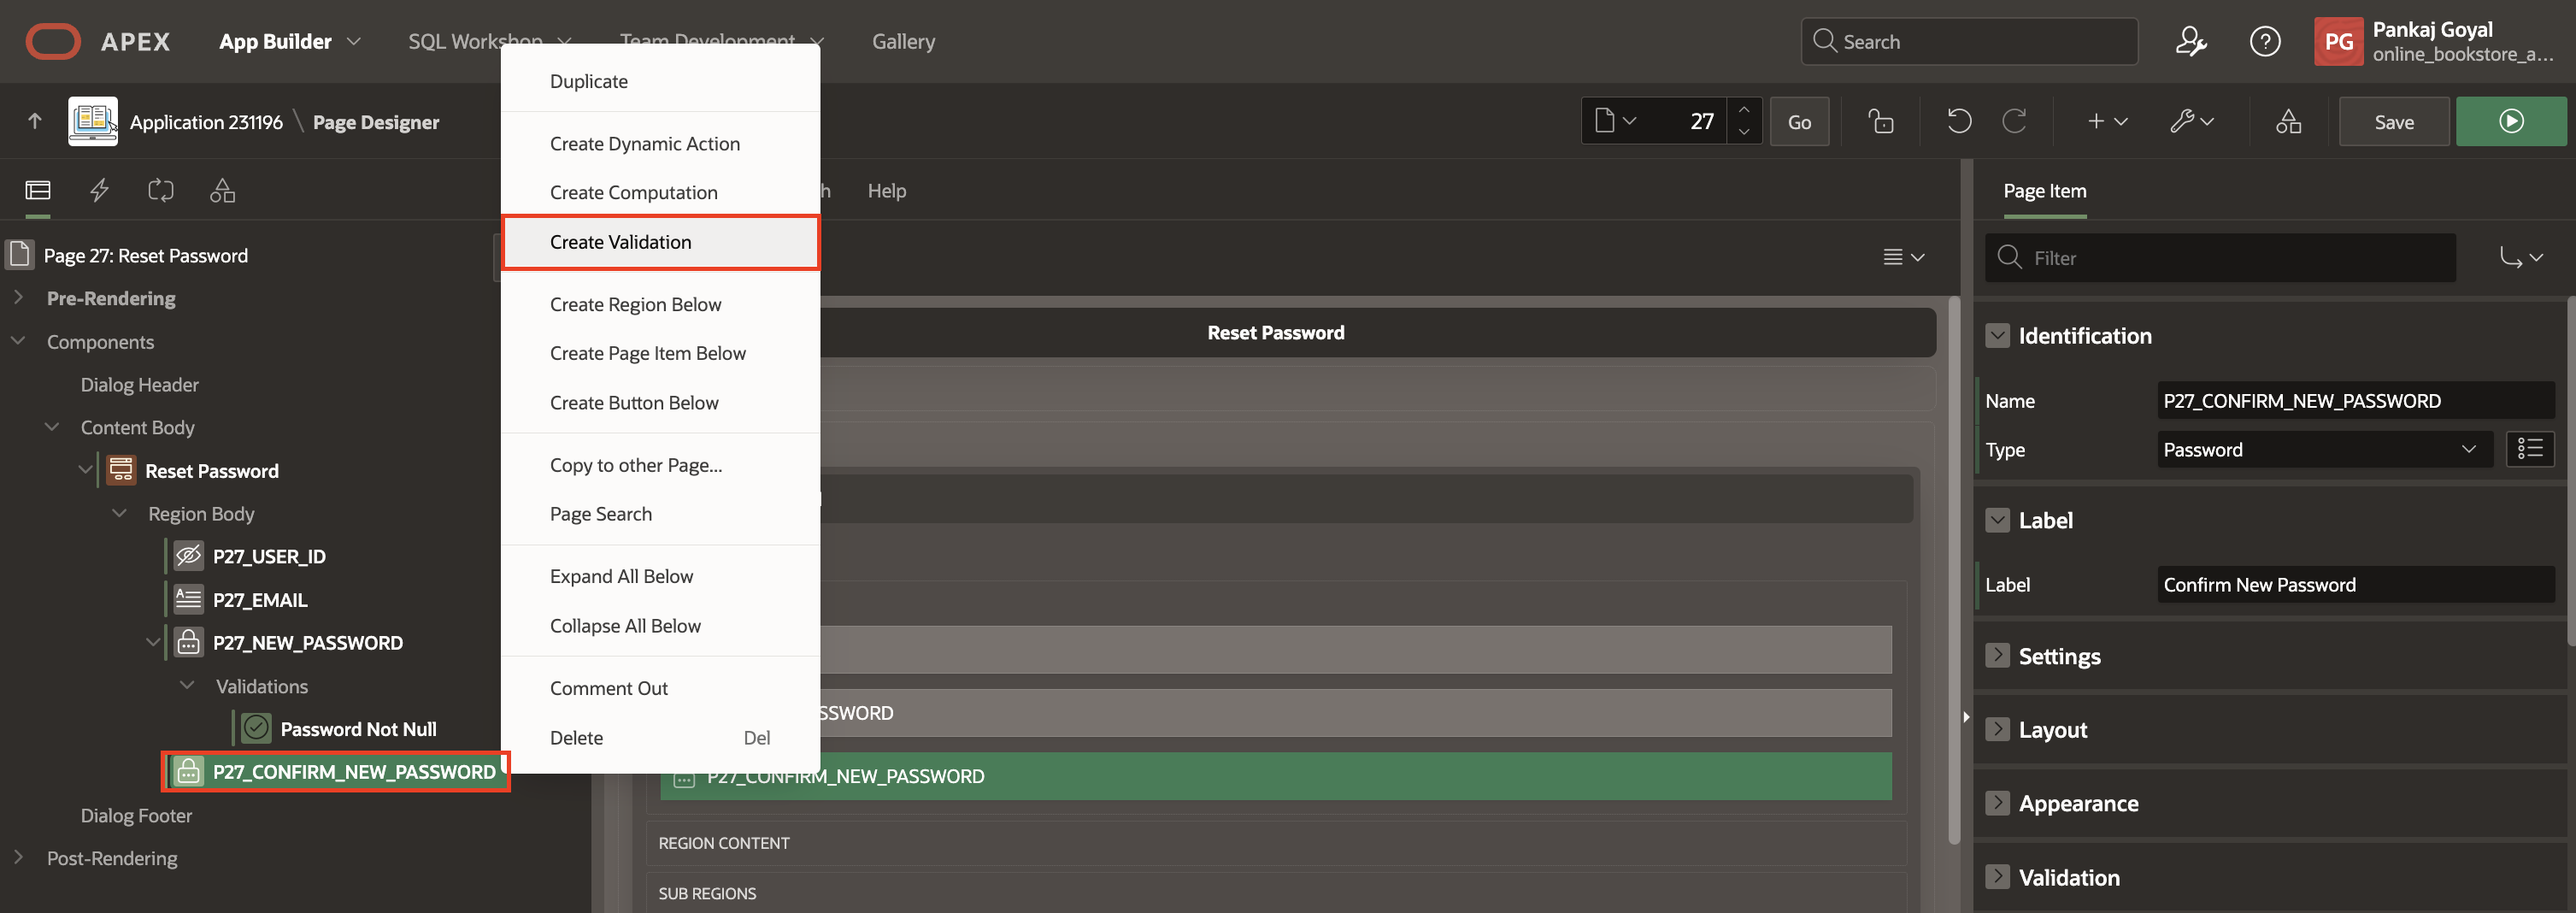 APEX
App Builder
SQL Workshop
Team Development
Gallery
Search
PG
Pankaj Goyal
online_bookstore_a...
Application 231196 \ Page Designer
27
Go
Save
Help
Page Item
Page 27: Reset Password
Pre-Rendering
Components
Dialog Header
Content Body
Reset Password
Region Body
P27_USER_ID
P27_EMAIL
P27_NEW_PASSWORD
Validations
Password Not Null
P27_CONFIRM_NEW_PASSWORD
Dialog Footer
Post-Rendering
Duplicate
Create Dynamic Action
Create Computation
Create Validation
Create Region Below
Create Page Item Below
Create Button Below
Copy to other Page...
Page Search
Expand All Below
Collapse All Below
Comment Out
Delete Del
Reset Password
SSWORD
P27_CONFIRM_NEW_PASSWORD
REGION CONTENT
SUB REGIONS
Filter
Identification
Name P27_CONFIRM_NEW_PASSWORD
Type Password
Label
Label Confirm New Password
Settings
Layout
Appearance
Validation